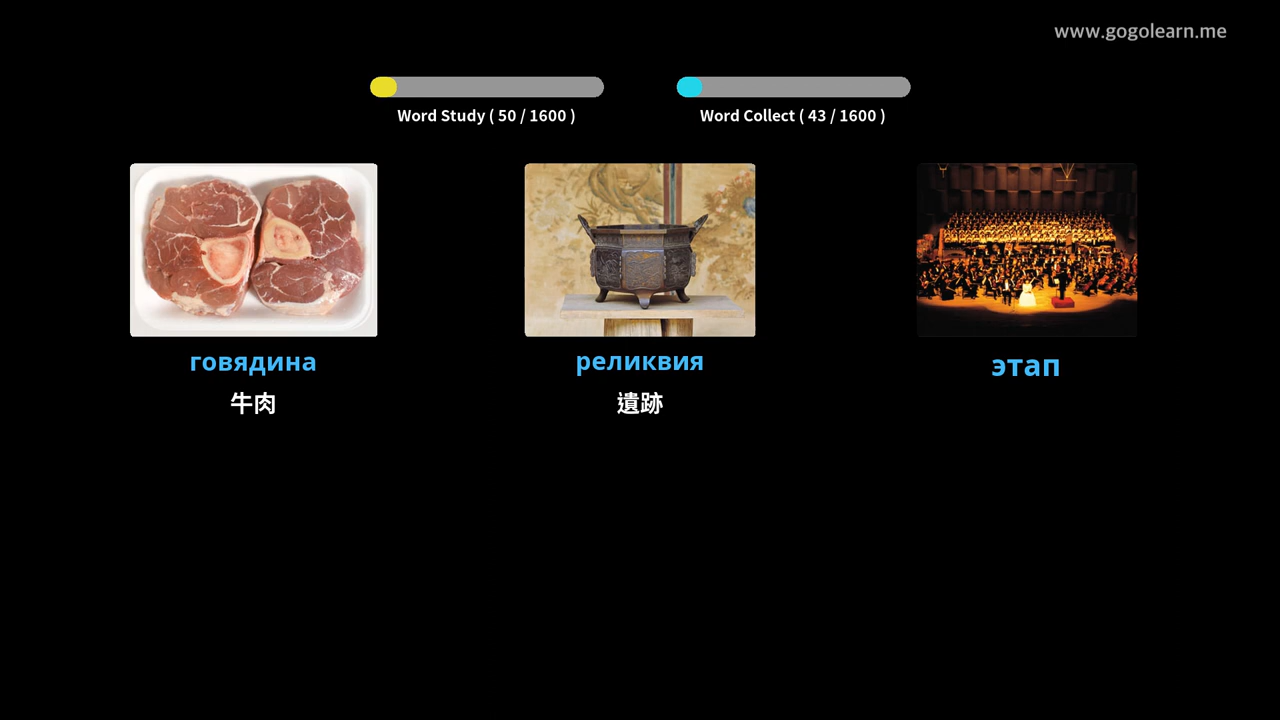 www.gogolearn.me
Word Study ( 50 / 1600 )
Word Collect ( 43 / 1600 )
говядина
牛肉
реликвия
遺跡
этап